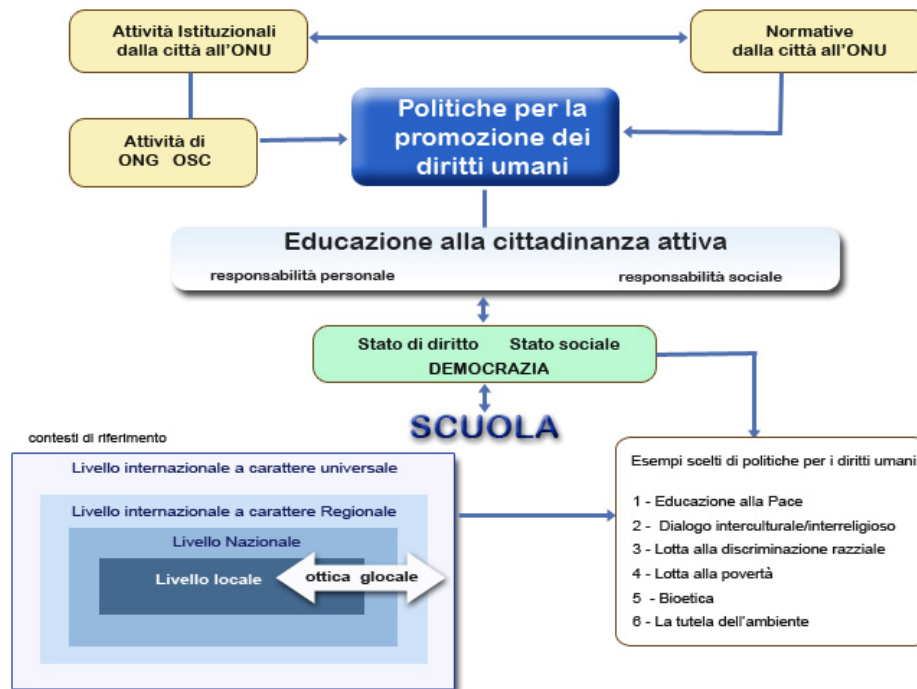 Attività Istituzionali
dalla città all'ONU
Normative
dalla città all'ONU
Attività di
ONG OSC
Politiche per la
promozione dei
diritti umani
Educazione alla cittadinanza attiva
responsabilità personale
responsabilità sociale
Stato di diritto Stato sociale
DEMOCRAZIA
SCUOLA
contesti di riferimento
Livello internazionale a carattere universale
Livello internazionale a carattere Regionale
Livello Nazionale
Livello locale
ottica glocale
Esempi scelti di politiche per i diritti umani
1 - Educazione alla Pace
2 - Dialogo interculturale/interreligioso
3 - Lotta alla discriminazione razziale
4 - Lotta alla povertà
5 - Bioetica
6 - La tutela dell'ambiente